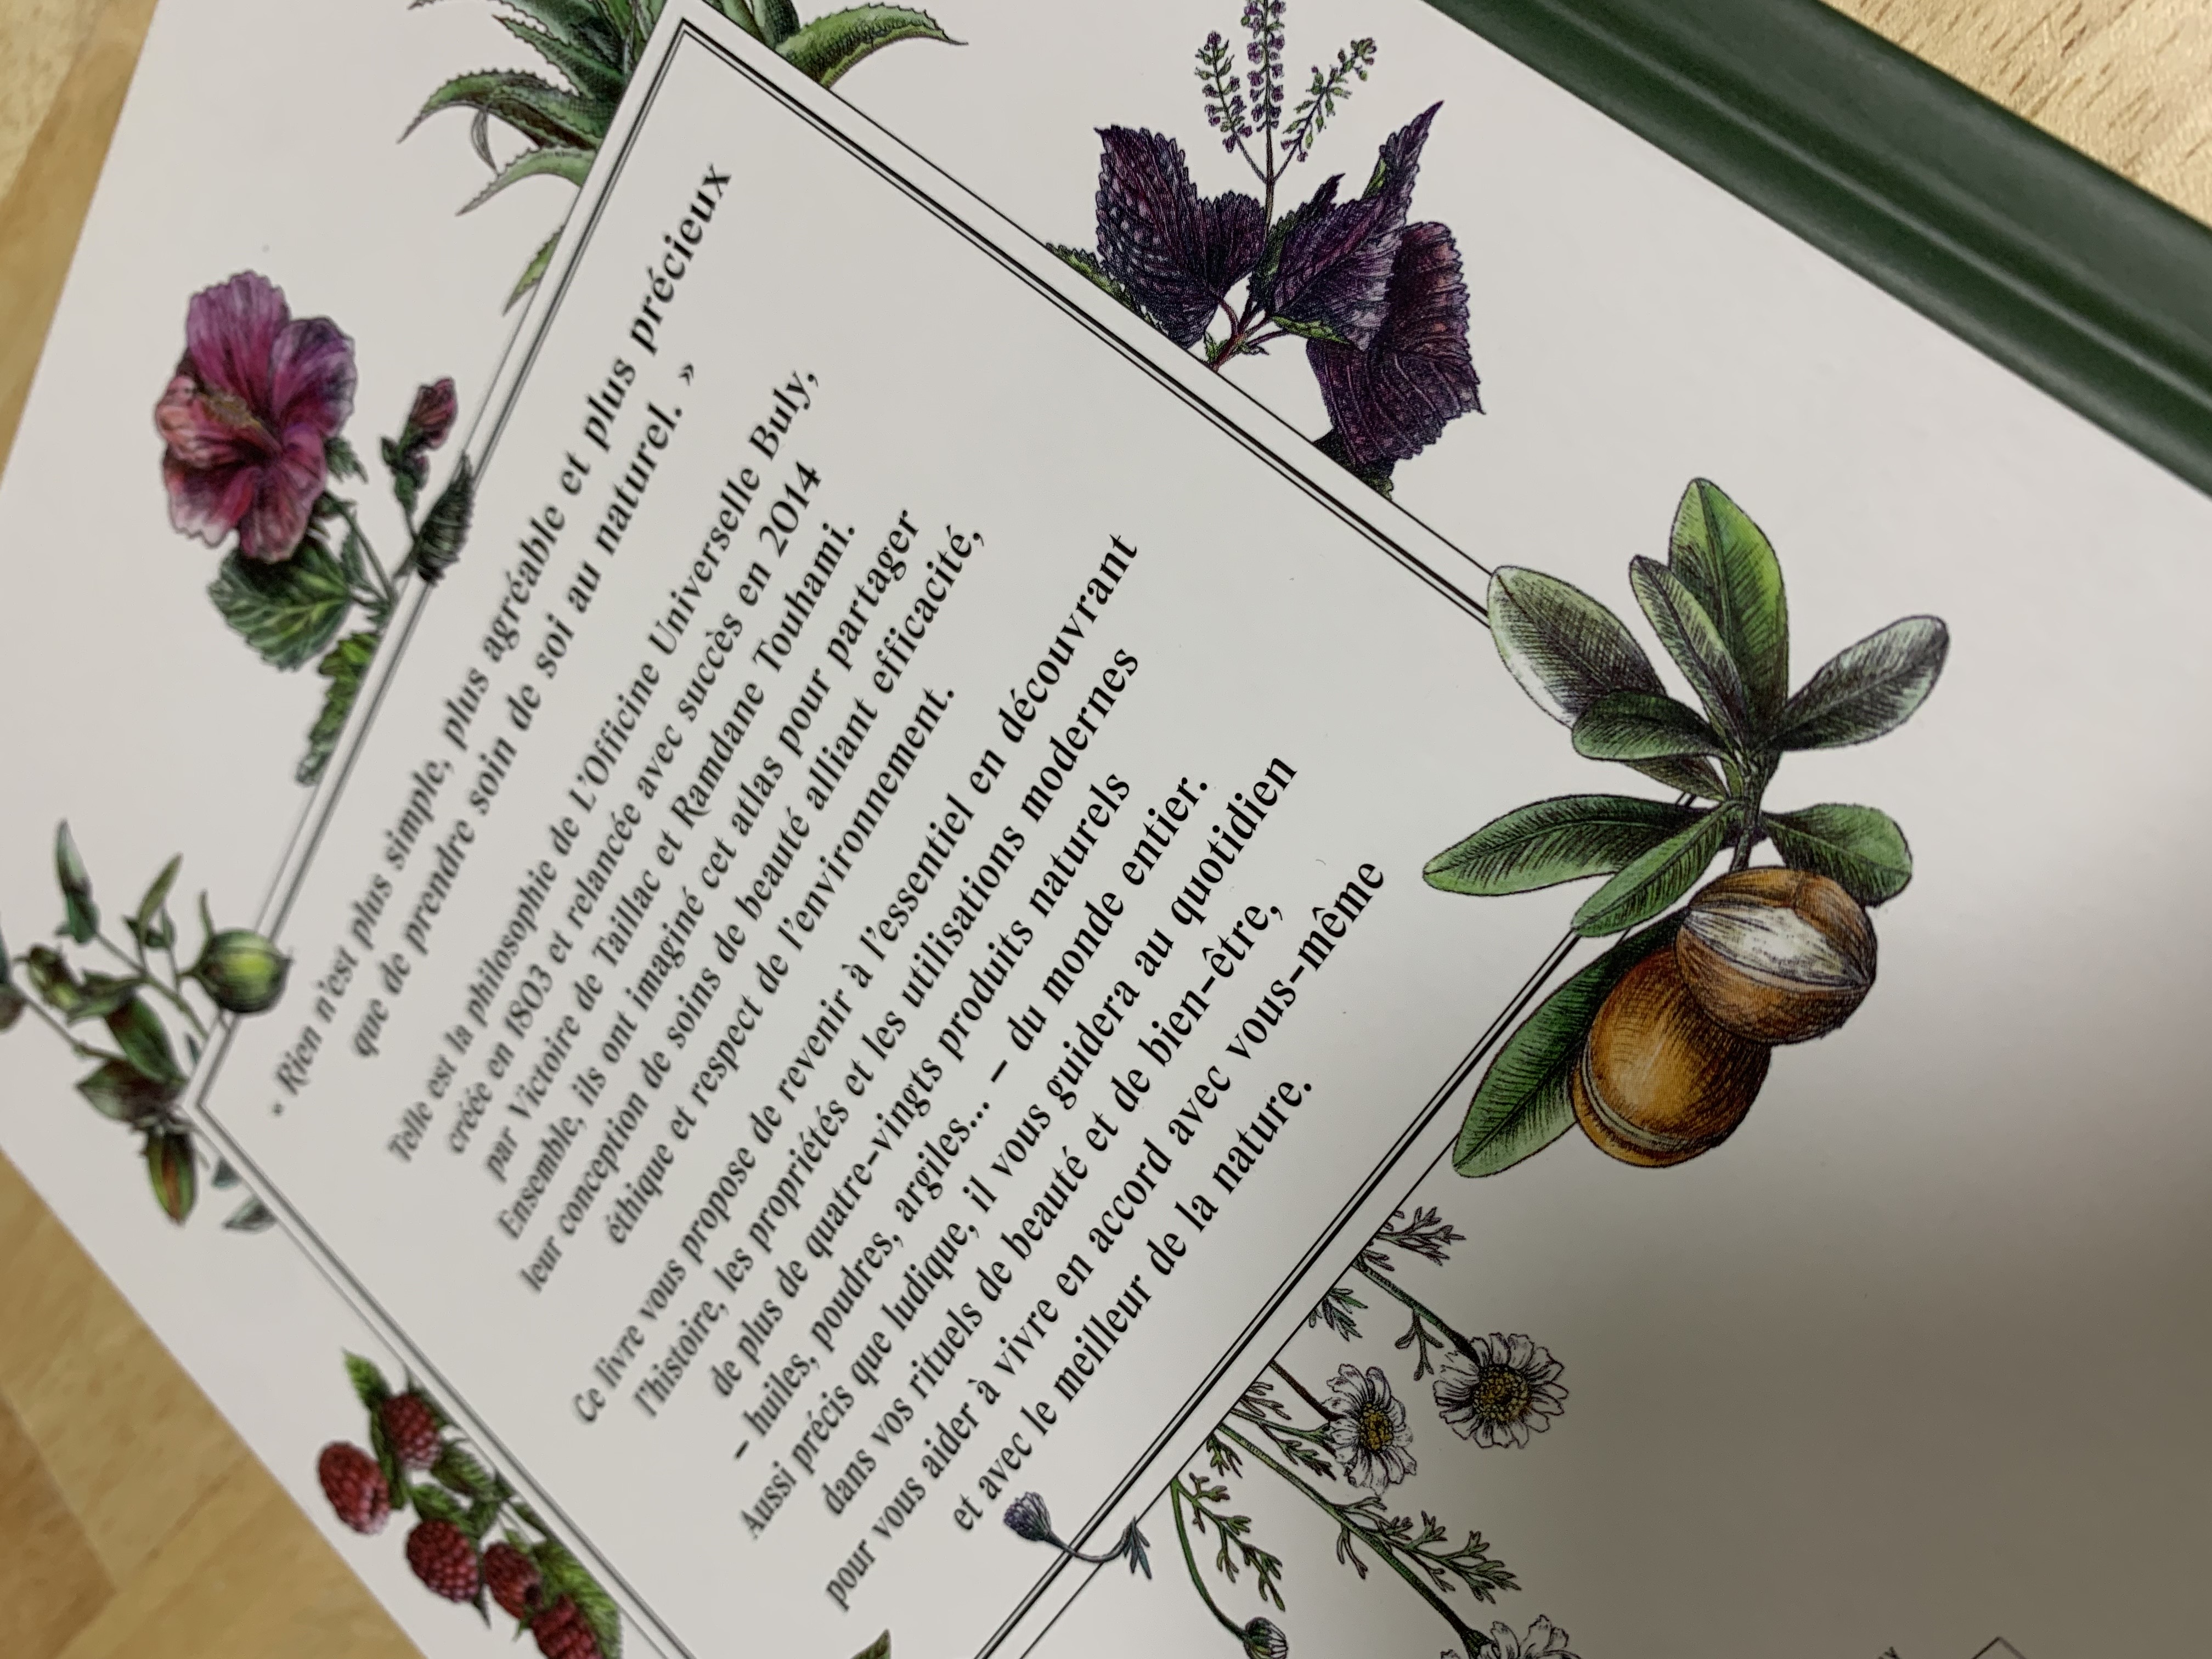 « Rien n'est plus simple, plus agréable et plus précieux
que de prendre soin de soi au naturel. »
Telle est la philosophie de L'Officine Universelle Buly,
créée en 1803 et relancée avec succès en 2014
par Victoire de Taillac et Ramdane Touhami.
Ensemble, ils ont imaginé cet atlas pour partager
leur conception de soins de beauté alliant efficacité,
éthique et respect de l'environnement.
Ce livre vous propose de revenir à l'essentiel en découvrant
l'histoire, les propriétés et les utilisations modernes
de plus de quatre-vingts produits naturels
– huiles, poudres, argiles… – du monde entier.
Aussi précis que ludique, il vous guidera au quotidien
dans vos rituels de beauté et de bien-être,
pour vous aider à vivre en accord avec vous-même
et avec le meilleur de la nature.